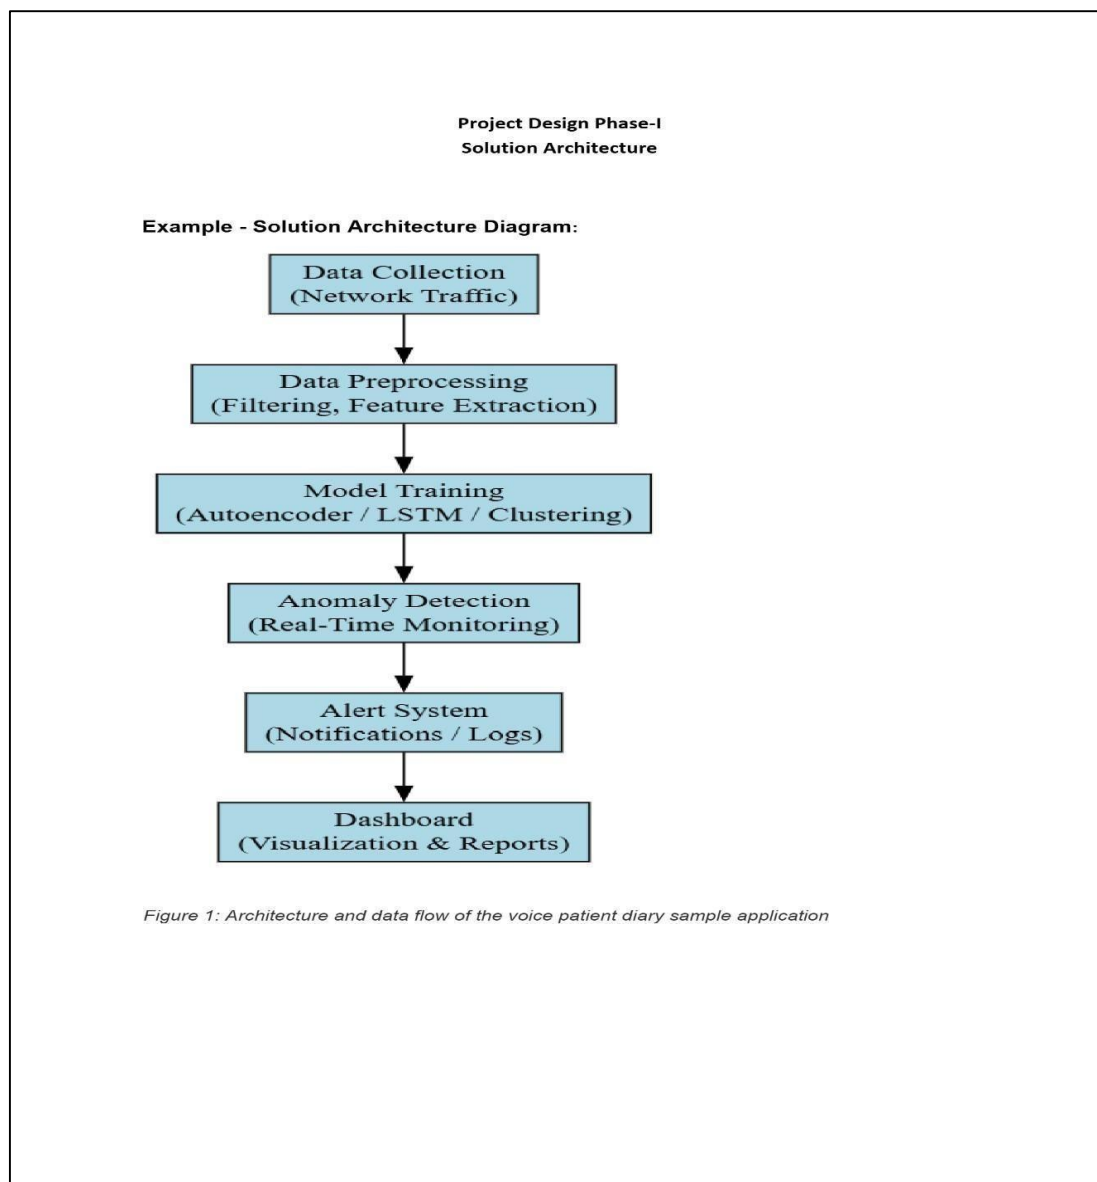 Project Design Phase-I
Solution Architecture
Example - Solution Architecture Diagram:
Data Collection
(Network Traffic)
Data Preprocessing
(Filtering, Feature Extraction)
Model Training
(Autoencoder / LSTM / Clustering)
Anomaly Detection
(Real-Time Monitoring)
Alert System
(Notifications / Logs)
Dashboard
(Visualization & Reports)
Figure 1: Architecture and data flow of the voice patient diary sample application